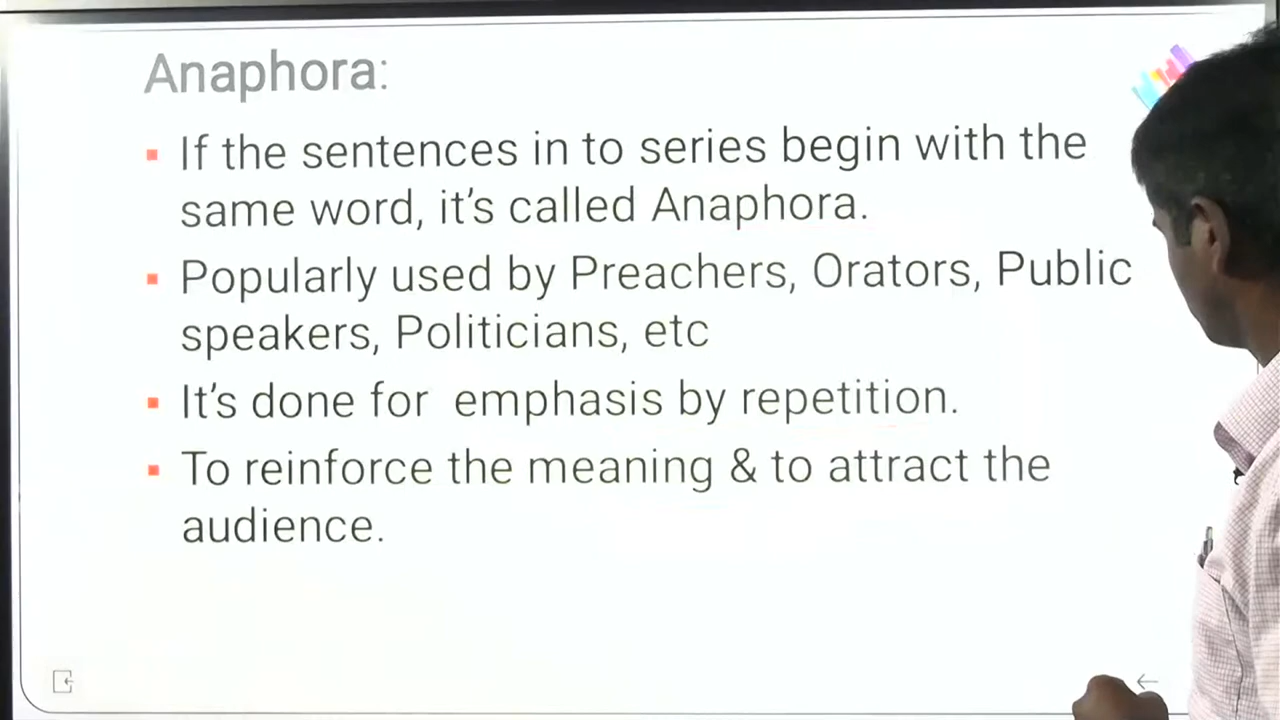 Anaphora:
▪ If the sentences in to series begin with the
same word, it's called Anaphora.
▪ Popularly used by Preachers, Orators, Public
speakers, Politicians, etc
▪ It's done for emphasis by repetition.
▪ To reinforce the meaning & to attract the
audience.